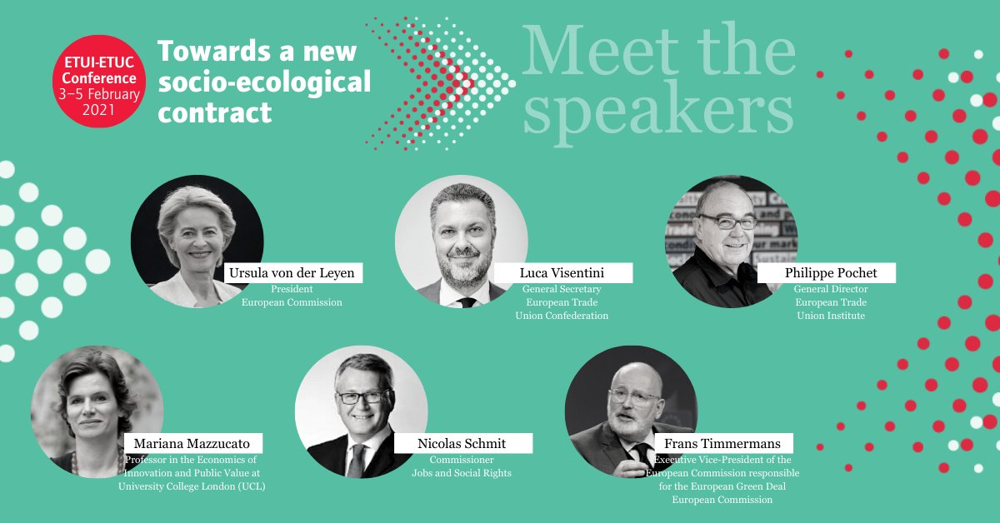 ETUI-ETUC
Conference
3–5 February
2021
Towards a new
socio-ecological
contract
Meet the
speakers
Ursula von der Leyen
President
European Commission
Luca Visentini
General Secretary
European Trade
Union Confederation
Philippe Pochet
General Director
European Trade
Union Institute
Mariana Mazzucato
Professor in the Economics of
Innovation and Public Value at
University College London (UCL)
Nicolas Schmit
Commissioner
Jobs and Social Rights
Frans Timmermans
Executive Vice-President of the
European Commission responsible
for the European Green Deal
European Commission